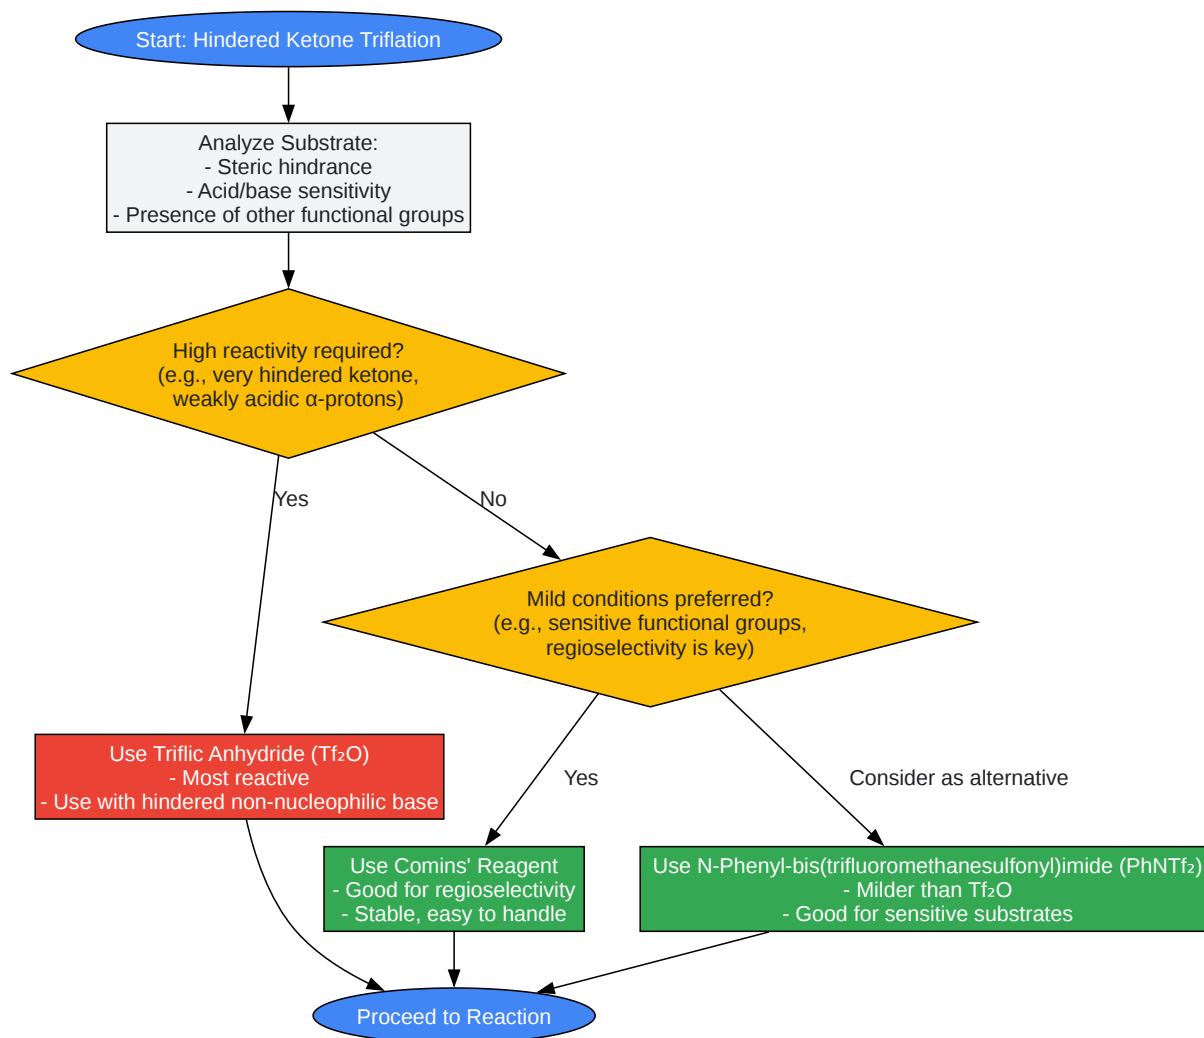 Start: Hindered Ketone Triflation
Analyze Substrate:
- Steric hindrance
- Acid/base sensitivity
- Presence of other functional groups
High reactivity required?
(e.g., very hindered ketone,
weakly acidic α-protons)
Yes
No
Mild conditions preferred?
(e.g., sensitive functional groups,
regioselectivity is key)
Use Triflic Anhydride (Tf₂O)
- Most reactive
- Use with hindered non-nucleophilic base
Yes
Consider as alternative
Use Comins' Reagent
- Good for regioselectivity
- Stable, easy to handle
Use N-Phenyl-bis(trifluoromethanesulfonyl)imide (PhNTf₂)
- Milder than Tf₂O
- Good for sensitive substrates
Proceed to Reaction